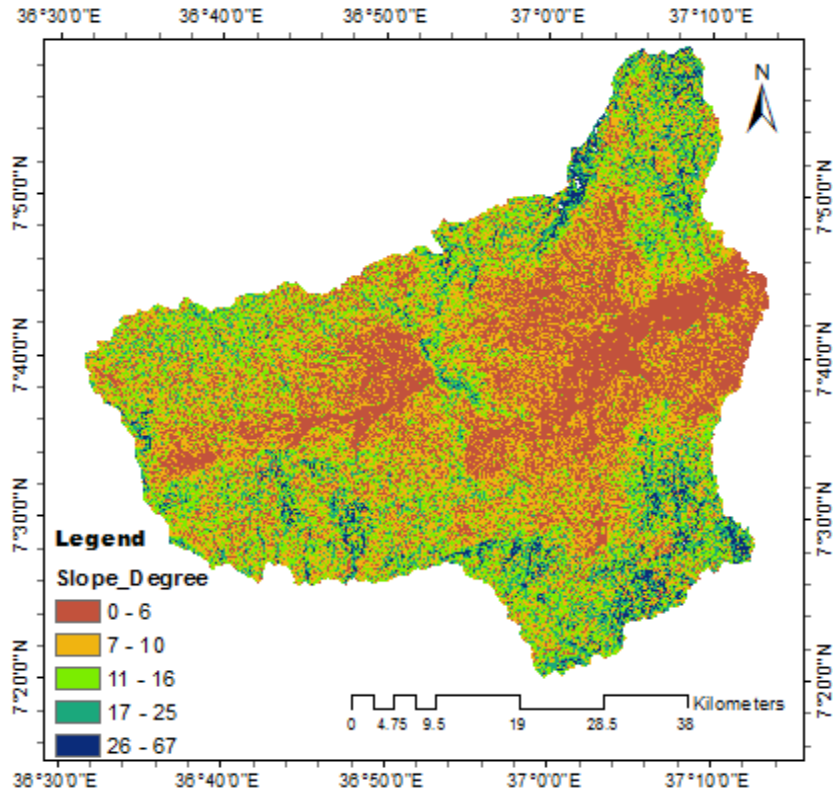 36°30'0"E 36°40'0"E 36°50'0"E 37°0'0"E 37°10'0"E
N
7°50'0"N 7°50'0"N
7°40'0"N 7°40'0"N
7°30'0"N 7°30'0"N
7°20'0"N 7°20'0"N
Legend
Slope_Degree
0 - 6
7 - 10
11 - 16
17 - 25
26 - 67
Kilometers
0 4.75 9.5 19 28.5 38
36°30'0"E 36°40'0"E 36°50'0"E 37°0'0"E 37°10'0"E